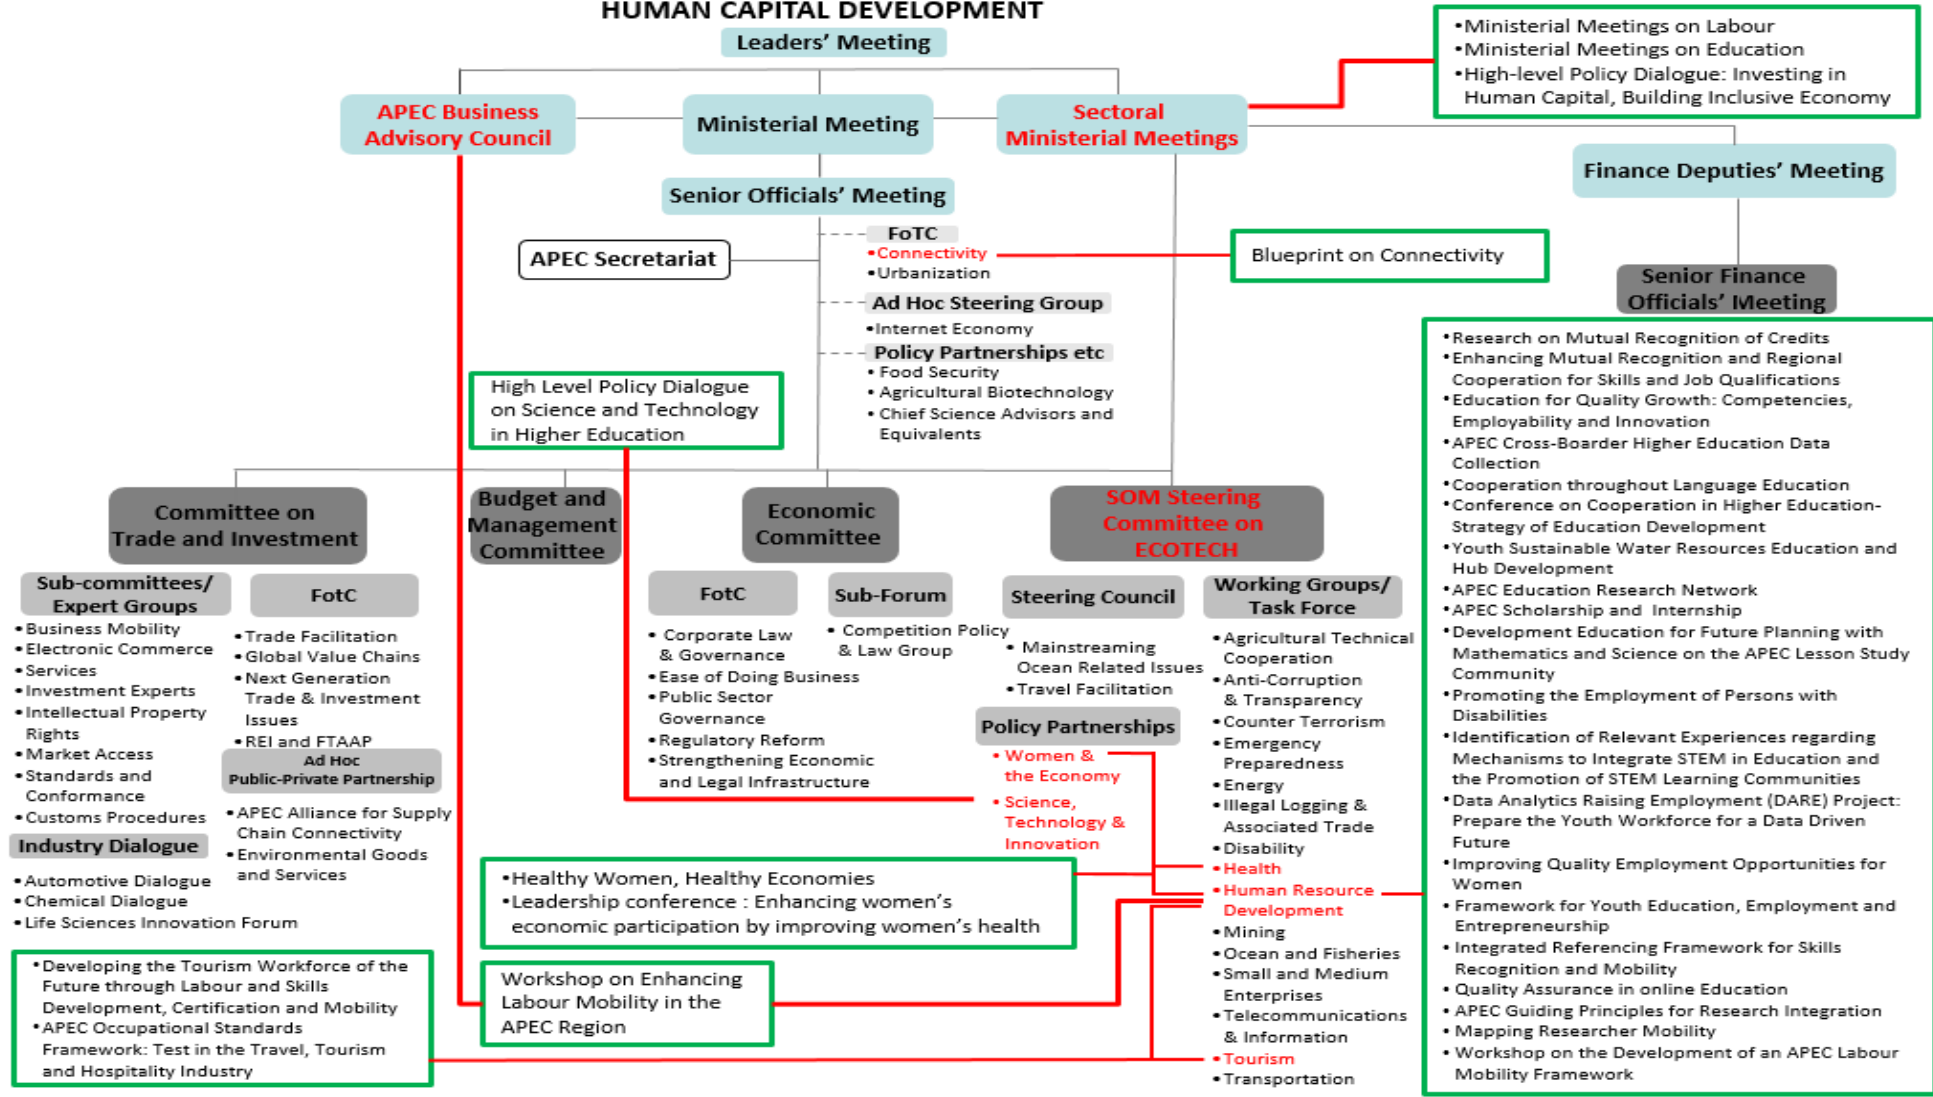 HUMAN CAPITAL DEVELOPMENT
Leaders’ Meeting
•Ministerial Meetings on Labour
•Ministerial Meetings on Education
•High-level Policy Dialogue: Investing in
Human Capital, Building Inclusive Economy
APEC Business
Advisory Council
Ministerial Meeting
Sectoral
Ministerial Meetings
Finance Deputies’ Meeting
Senior Officials’ Meeting
APEC Secretariat
FoTC
•Connectivity
•Urbanization
Blueprint on Connectivity
Senior Finance
Officials’ Meeting
Ad Hoc Steering Group
•Internet Economy
Policy Partnerships etc
• Food Security
• Agricultural Biotechnology
• Chief Science Advisors and
Equivalents
High Level Policy Dialogue
on Science and Technology
in Higher Education
Committee on
Trade and Investment
Budget and
Management
Committee
Economic
Committee
SOM Steering
Committee on
ECOTECH
Sub-committees/
Expert Groups
•Business Mobility
•Electronic Commerce
•Services
•Investment Experts
•Intellectual Property
Rights
•Market Access
•Standards and
Conformance
•Customs Procedures
Industry Dialogue
•Automotive Dialogue
•Chemical Dialogue
•Life Sciences Innovation Forum
FotC
•Trade Facilitation
•Global Value Chains
•Next Generation
Trade & Investment
Issues
•REI and FTAAP
Ad Hoc
Public-Private Partnership
•APEC Alliance for Supply
Chain Connectivity
•Environmental Goods
and Services
FotC
• Corporate Law
& Governance
•Ease of Doing Business
•Public Sector
Governance
•Regulatory Reform
•Strengthening Economic
and Legal Infrastructure
Sub-Forum
• Competition Policy
& Law Group
Steering Council
• Mainstreaming
Ocean Related Issues
•Travel Facilitation
Policy Partnerships
• Women &
the Economy
• Science,
Technology &
Innovation
Working Groups/
Task Force
•Agricultural Technical
Cooperation
•Anti-Corruption
& Transparency
•Counter Terrorism
•Emergency
Preparedness
•Energy
•Illegal Logging &
Associated Trade
•Disability
•Health
•Human Resource
Development
•Mining
•Ocean and Fisheries
•Small and Medium
Enterprises
•Telecommunications
& Information
•Tourism
•Transportation
•Healthy Women, Healthy Economies
•Leadership conference : Enhancing women’s
economic participation by improving women’s health
Workshop on Enhancing
Labour Mobility in the
APEC Region
•Developing the Tourism Workforce of the
Future through Labour and Skills
Development, Certification and Mobility
•APEC Occupational Standards
Framework: Test in the Travel, Tourism
and Hospitality Industry
•Research on Mutual Recognition of Credits
•Enhancing Mutual Recognition and Regional
Cooperation for Skills and Job Qualifications
•Education for Quality Growth: Competencies,
Employability and Innovation
•APEC Cross-Boarder Higher Education Data
Collection
•Cooperation throughout Language Education
•Conference on Cooperation in Higher Education-
Strategy of Education Development
•Youth Sustainable Water Resources Education and
Hub Development
•APEC Education Research Network
•APEC Scholarship and Internship
•Development Education for Future Planning with
Mathematics and Science on the APEC Lesson Study
Community
•Promoting the Employment of Persons with
Disabilities
•Identification of Relevant Experiences regarding
Mechanisms to Integrate STEM in Education and
the Promotion of STEM Learning Communities
•Data Analytics Raising Employment (DARE) Project:
Prepare the Youth Workforce for a Data Driven
Future
•Improving Quality Employment Opportunities for
Women
• Framework for Youth Education, Employment and
Entrepreneurship
• Integrated Referencing Framework for Skills
Recognition and Mobility
• Quality Assurance in online Education
• APEC Guiding Principles for Research Integration
• Mapping Researcher Mobility
• Workshop on the Development of an APEC Labour
Mobility Framework